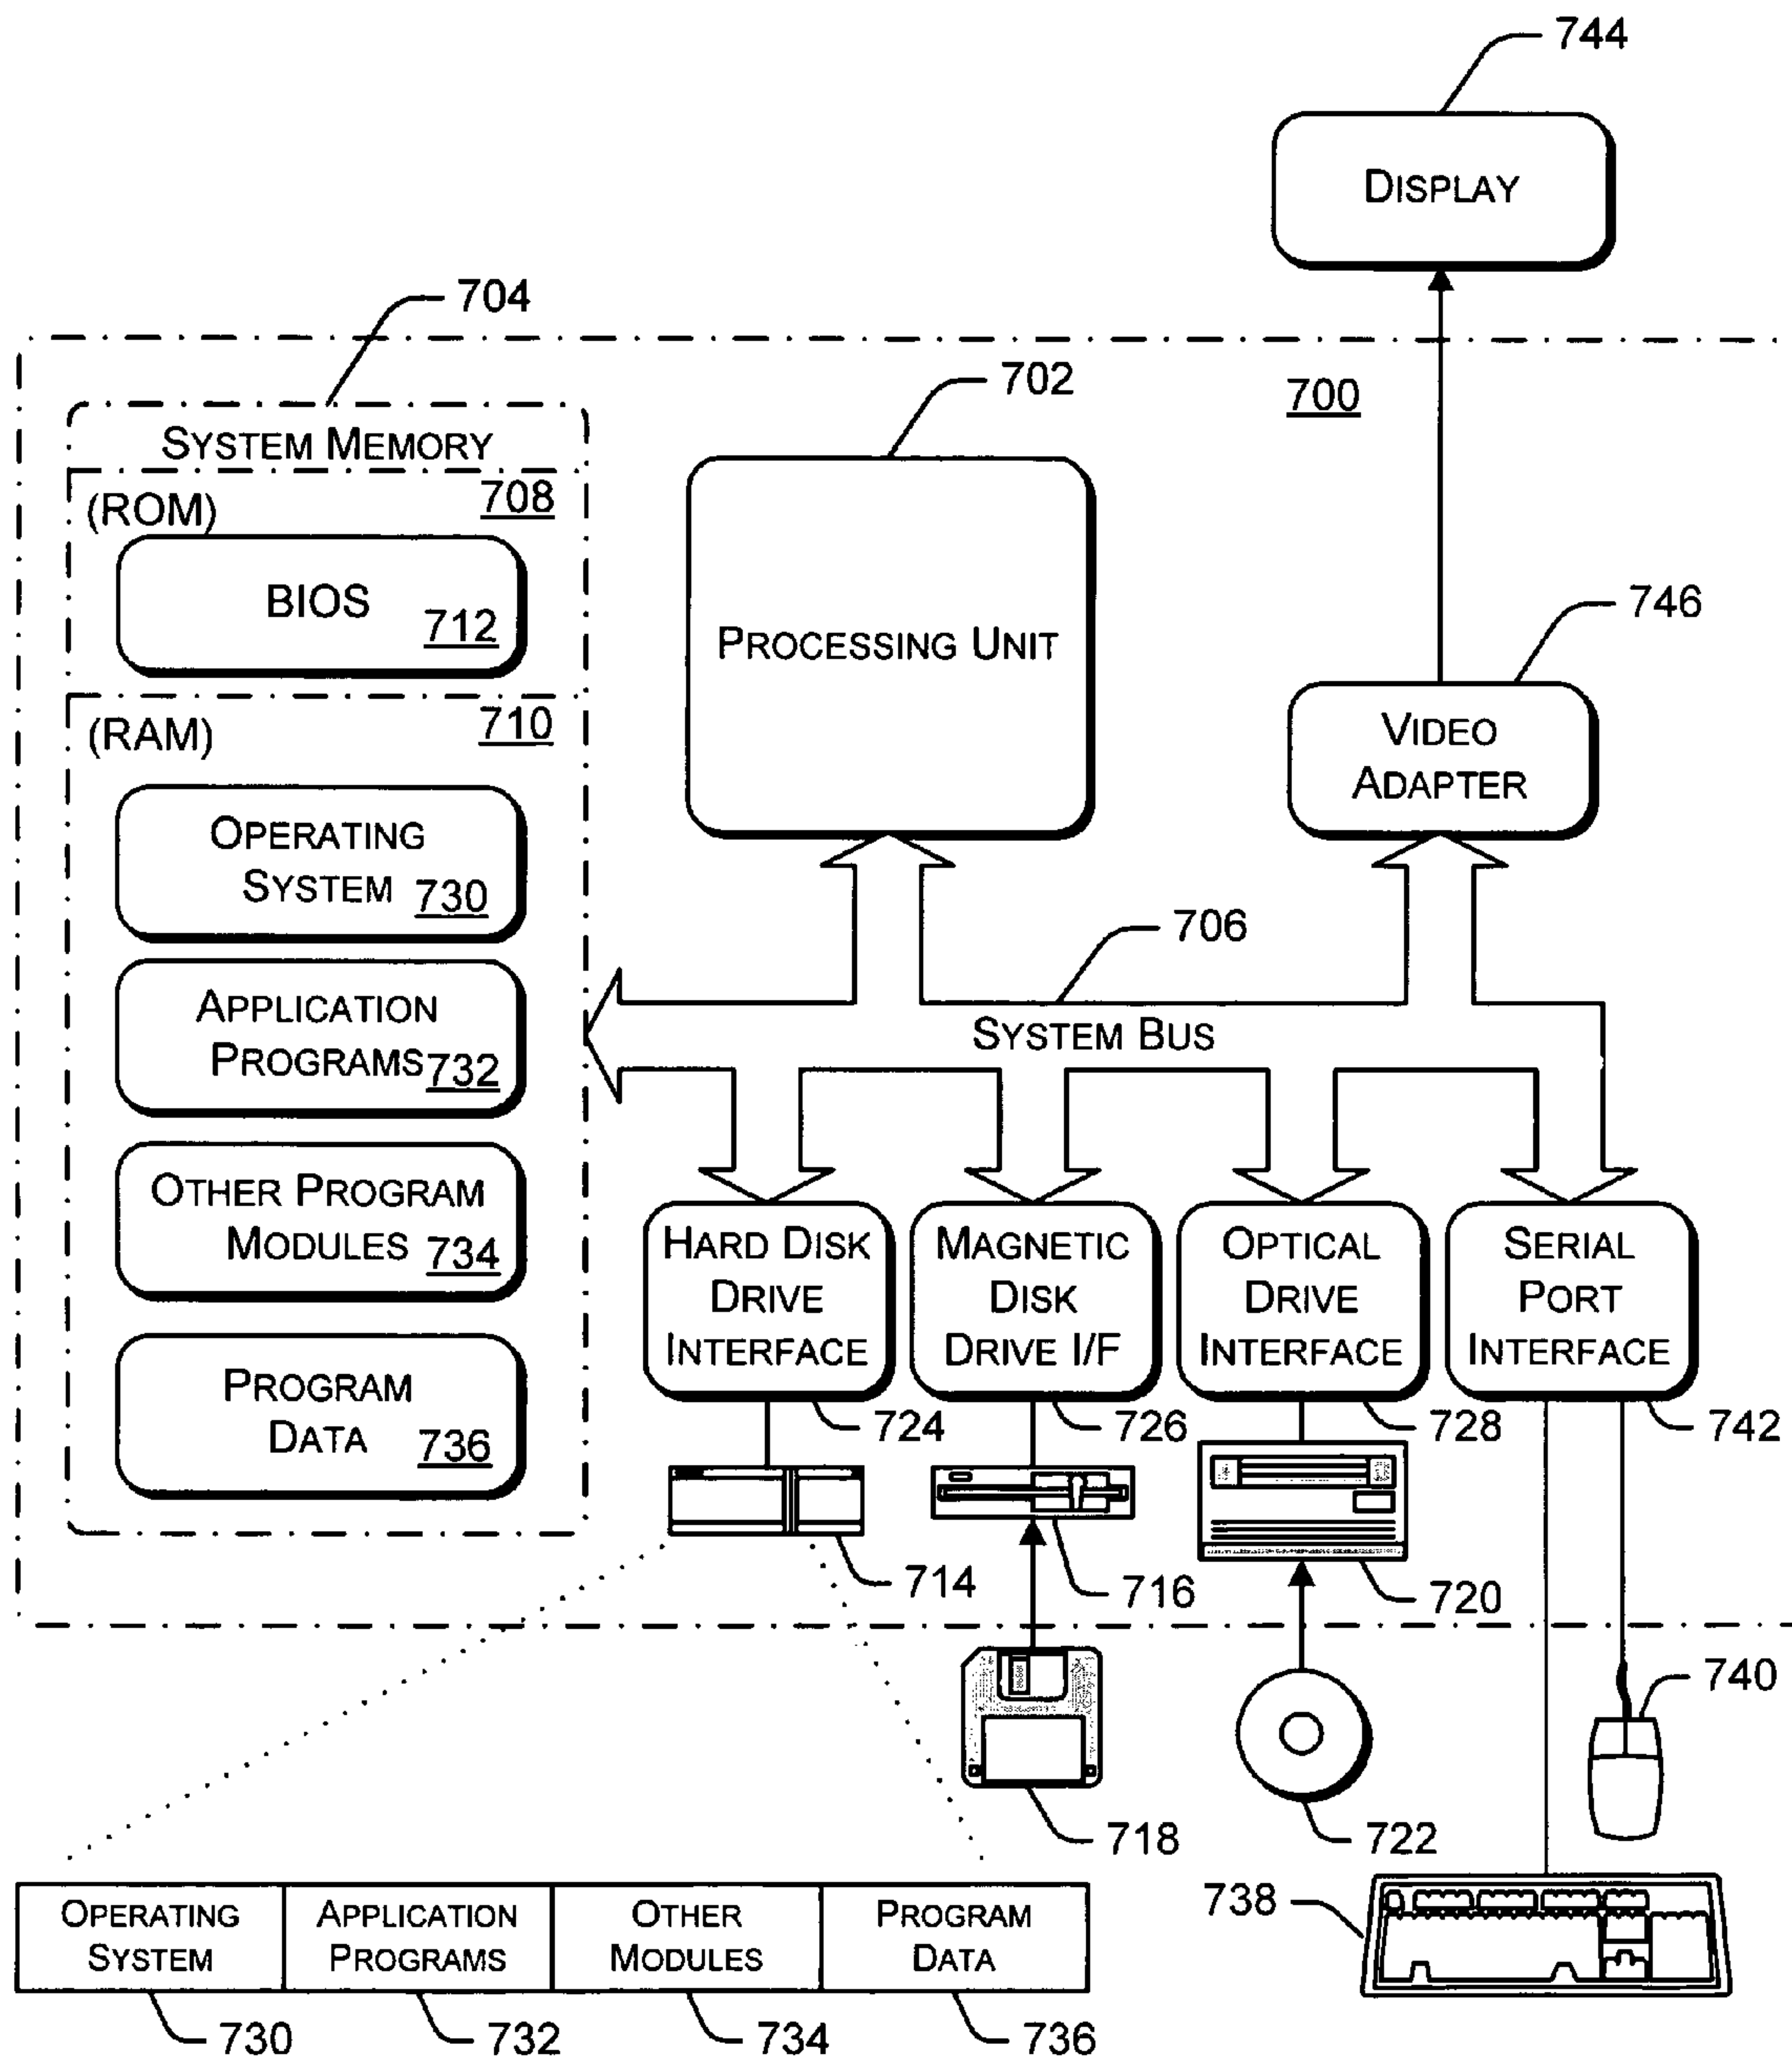 744
DISPLAY
704
702
700
SYSTEM MEMORY
(ROM)
708
BIOS
712
PROCESSING UNIT
746
VIDEO
ADAPTER
(RAM)
710
OPERATING
SYSTEM
730
706
SYSTEM BUS
APPLICATION
PROGRAMS
732
OTHER PROGRAM
MODULES
734
PROGRAM
DATA
736
HARD DISK
DRIVE
INTERFACE
MAGNETIC
DISK
DRIVE I/F
OPTICAL
DRIVE
INTERFACE
SERIAL
PORT
INTERFACE
724
726
728
742
714
716
720
740
718
722
738
OPERATING
SYSTEM
APPLICATION
PROGRAMS
OTHER
MODULES
PROGRAM
DATA
730
732
734
736